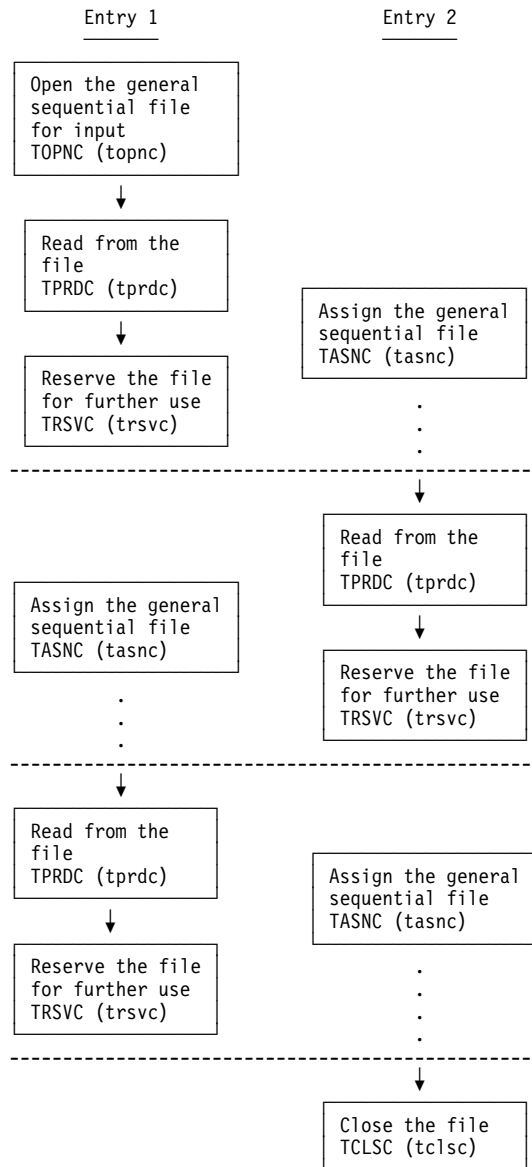 Entry 1
Entry 2
Open the general
sequential file
for input
TOPNC (topnc)
Read from the
file
TPRDC (tprdc)
Assign the general
sequential file
TASNC (tasnc)
Reserve the file
for further use
TRSVC (trsvc)
Read from the
file
TPRDC (tprdc)
Assign the general
sequential file
TASNC (tasnc)
Reserve the file
for further use
TRSVC (trsvc)
Read from the
file
TPRDC (tprdc)
Assign the general
sequential file
TASNC (tasnc)
Reserve the file
for further use
TRSVC (trsvc)
Close the file
TCLSC (tclsc)